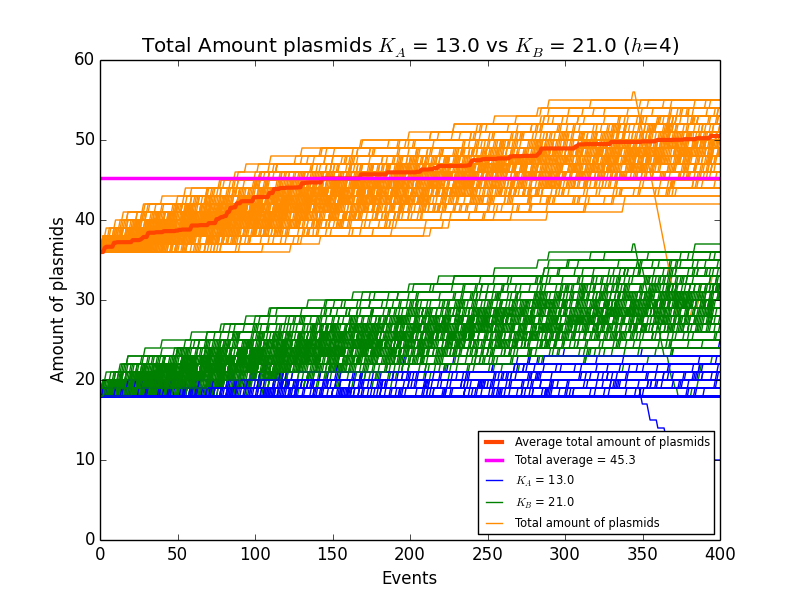 Total Amount plasmids K_A = 13.0 vs K_B = 21.0 (h=4)
60
50
40
30
20
10
0
Amount of plasmids
Average total amount of plasmids
Total average = 45.3
K_A = 13.0
K_B = 21.0
Total amount of plasmids
0 50 100 150 200 250 300 350 400
Events